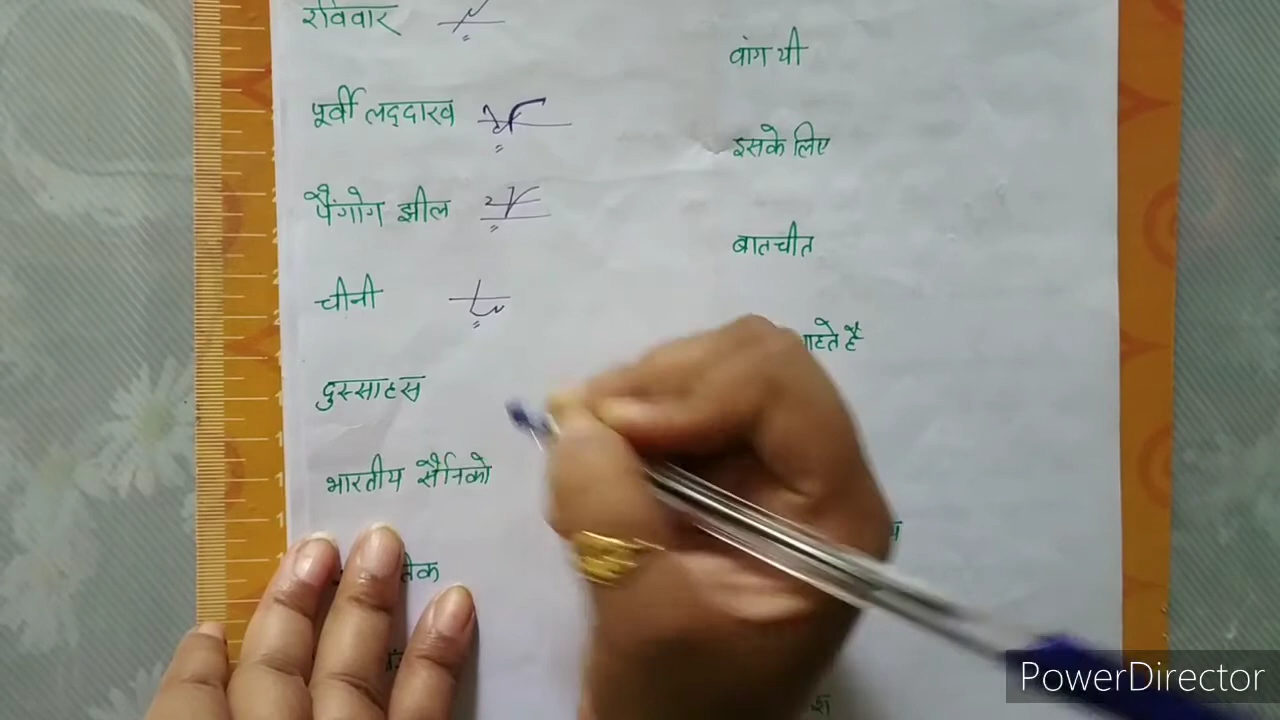 रविवार
पूर्वी लद्दाख
पैंगोग झील
चीनी
दुस्साहस
भारतीय सैनिको
वांग यी
इसके लिए
बातचीत
PowerDirector